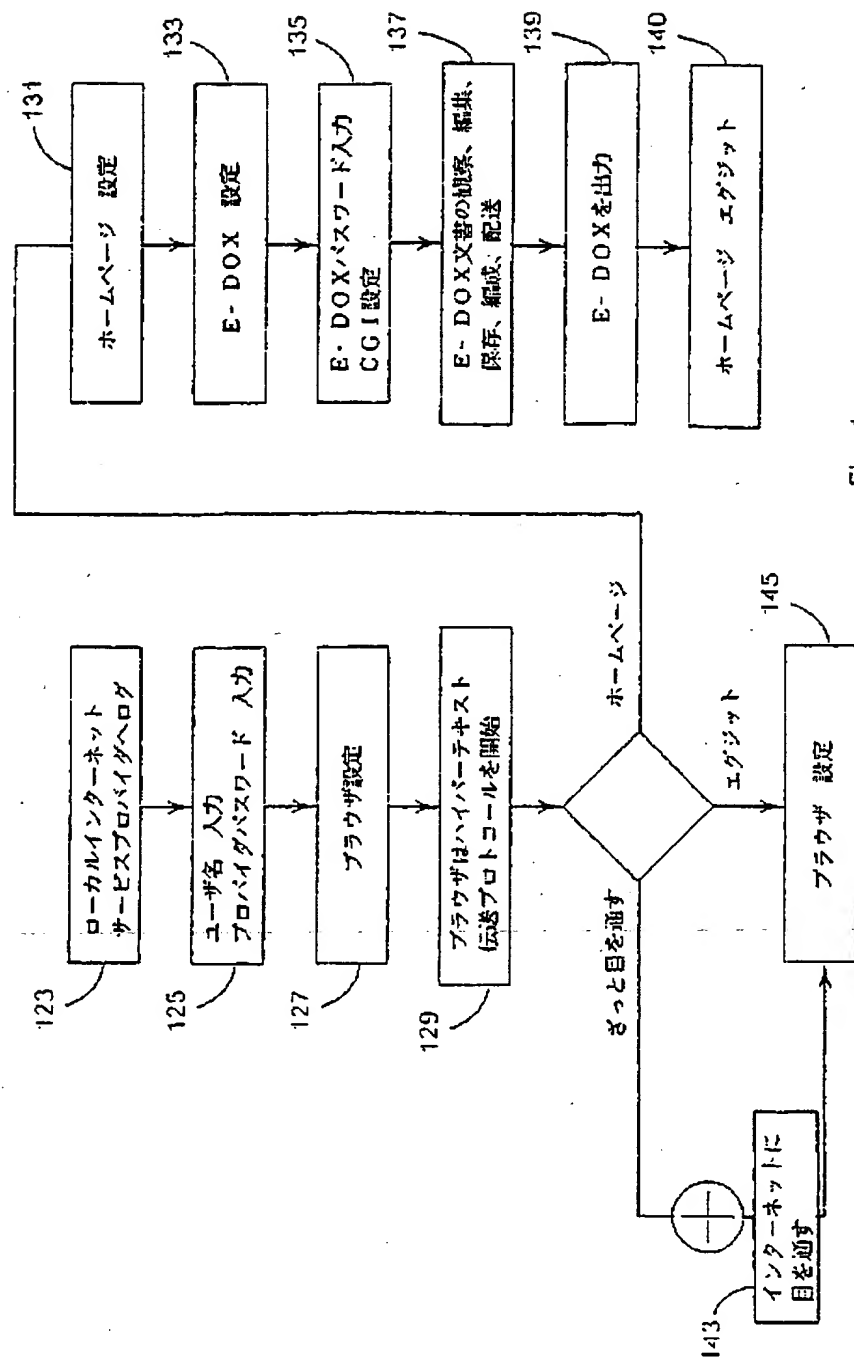 123
ローカルインターネット
サービスプロバイダへログ
125
ユーザ名 入力
プロバイダパスワード 入力
127
ブラウザ設定
129
ブラウザはハイパーテキスト
伝送プロトコールを開始
ざっと目を通す
ホームページ
エグジット
143
インターネットに
目を通す
145
ブラウザ 設定
131
ホームページ 設定
133
E-DOX 設定
135
E-DOXパスワード入力
CGI設定
137
E-DOX文書の観察、編集、
保存、編成、配送
139
E-DOXを出力
140
ホームページ エグジット